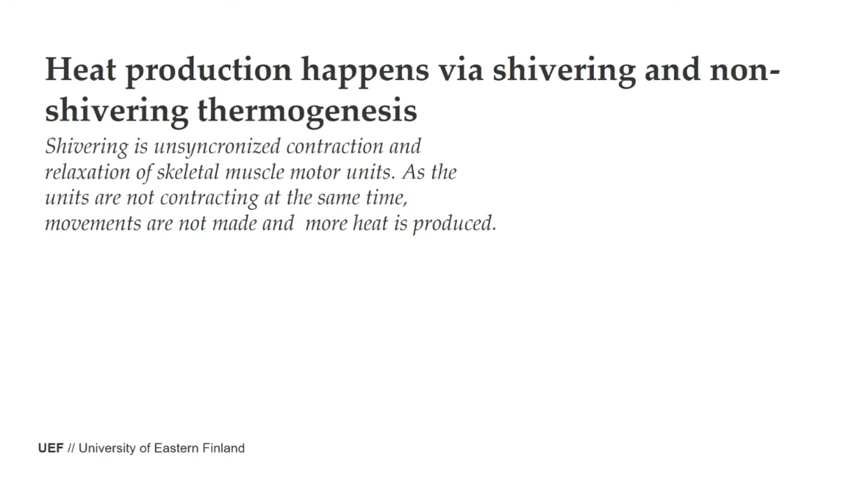 Heat production happens via shivering and non-
shivering thermogenesis
Shivering is unsyncronized contraction and
relaxation of skeletal muscle motor units. As the
units are not contracting at the same time,
movements are not made and  more heat is produced.
UEF // University of Eastern Finland